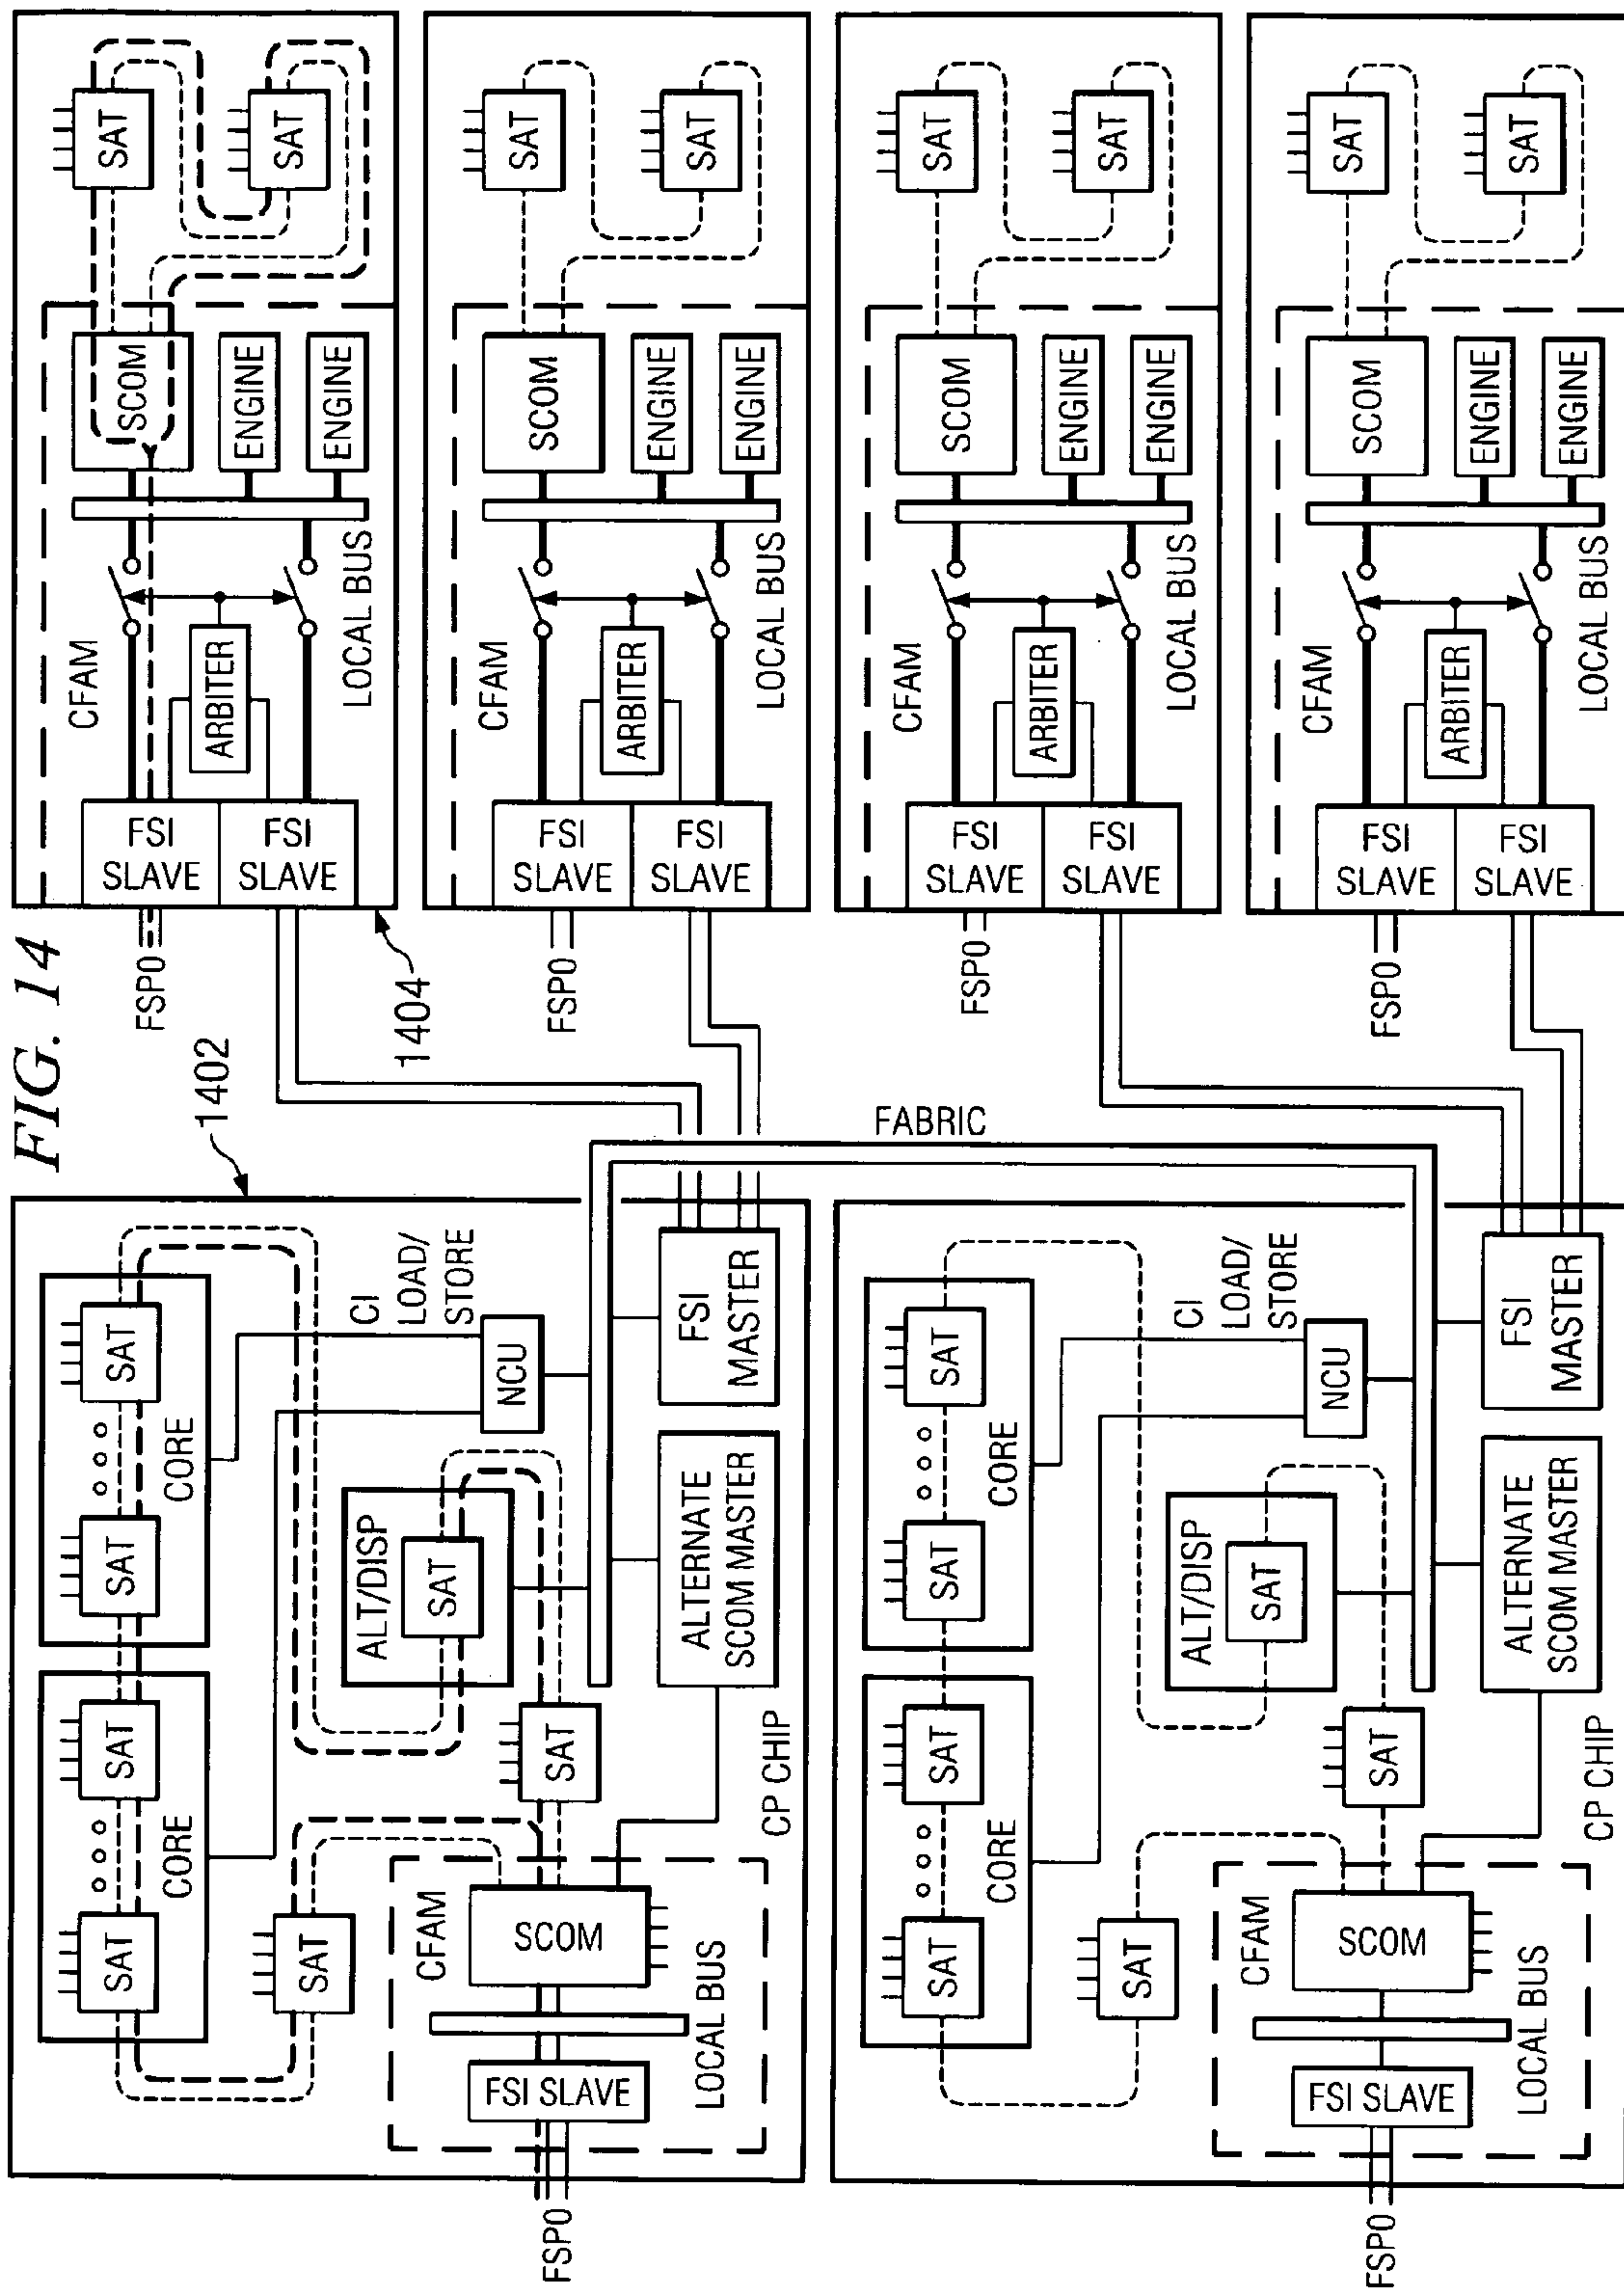 FIG. 14
1402
SAT
SAT
CORE
SAT
SAT
CORE
SAT
CI
LOAD/
STORE
NCU
ALT/DISP
SAT
SAT
FSI
MASTER
ALTERNATE
SCOM MASTER
CFAM
SCOM
LOCAL BUS
FSI SLAVE
FSP0
CP CHIP
FABRIC
SAT
SAT
CORE
SAT
SAT
CORE
SAT
CI
LOAD/
STORE
NCU
ALT/DISP
SAT
SAT
FSI
MASTER
ALTERNATE
SCOM MASTER
CFAM
SCOM
LOCAL BUS
FSI SLAVE
FSP0
CP CHIP
1404
FSP0
CFAM
FSI
SLAVE
FSI
SLAVE
ARBITER
LOCAL BUS
SCOM
ENGINE
ENGINE
SAT
SAT
FSP0
CFAM
FSI
SLAVE
FSI
SLAVE
ARBITER
LOCAL BUS
SCOM
ENGINE
ENGINE
SAT
SAT
FSP0
CFAM
FSI
SLAVE
FSI
SLAVE
ARBITER
LOCAL BUS
SCOM
ENGINE
ENGINE
SAT
SAT
FSP0
CFAM
FSI
SLAVE
FSI
SLAVE
ARBITER
LOCAL BUS
SCOM
ENGINE
ENGINE
SAT
SAT